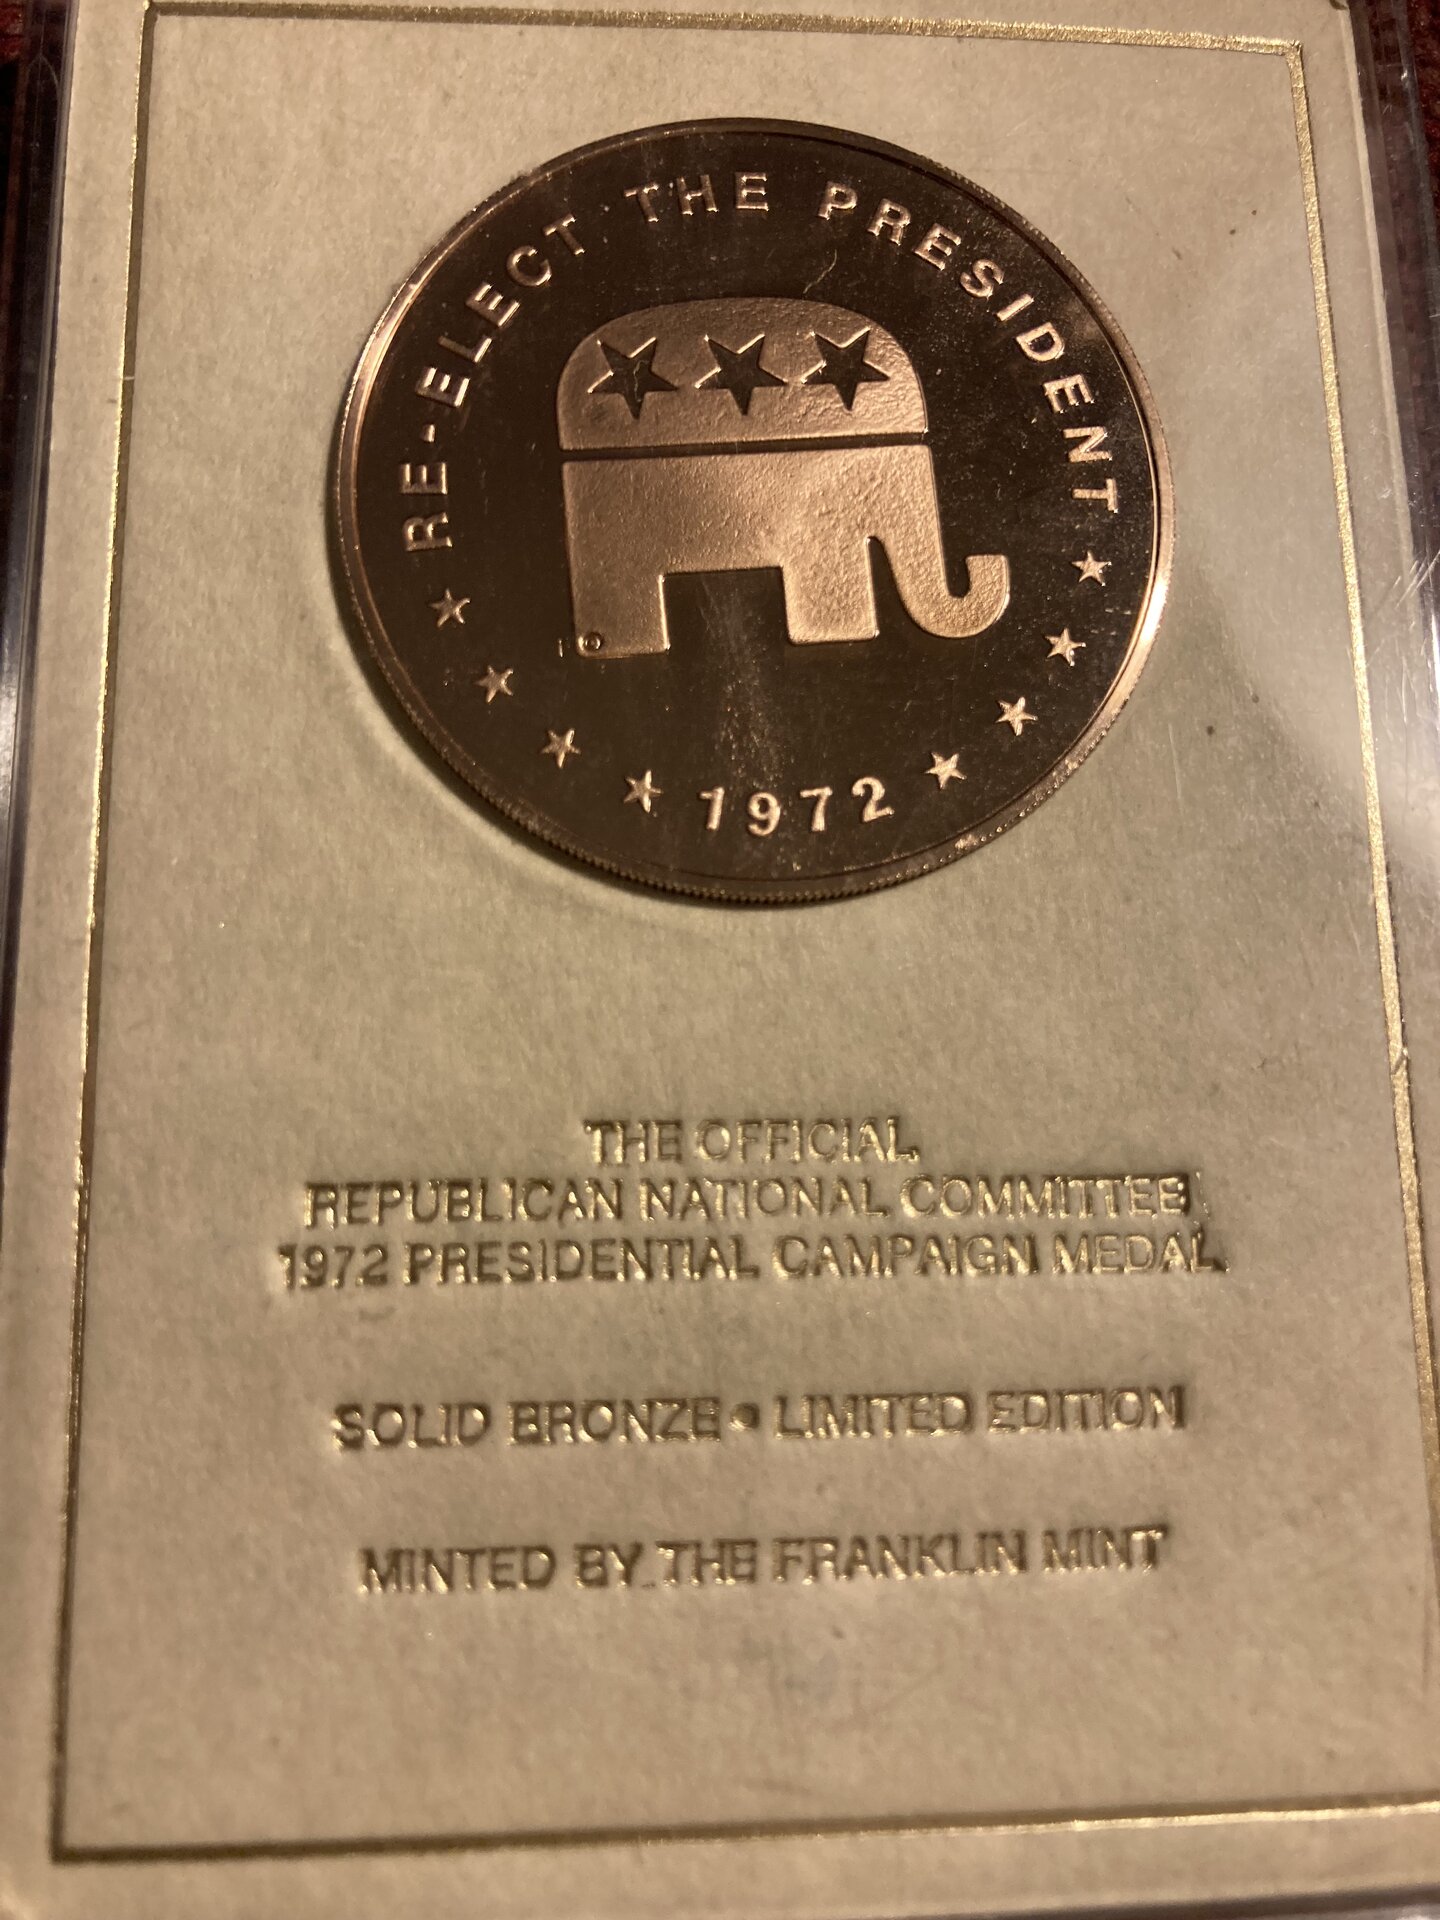 RE-ELECT THE PRESIDENT
1972
THE OFFICIAL
REPUBLICAN NATIONAL COMMITTEE
1972 PRESIDENTIAL CAMPAIGN MEDAL
SOLID BRONZE • LIMITED EDITION
MINTED BY THE FRANKLIN MINT